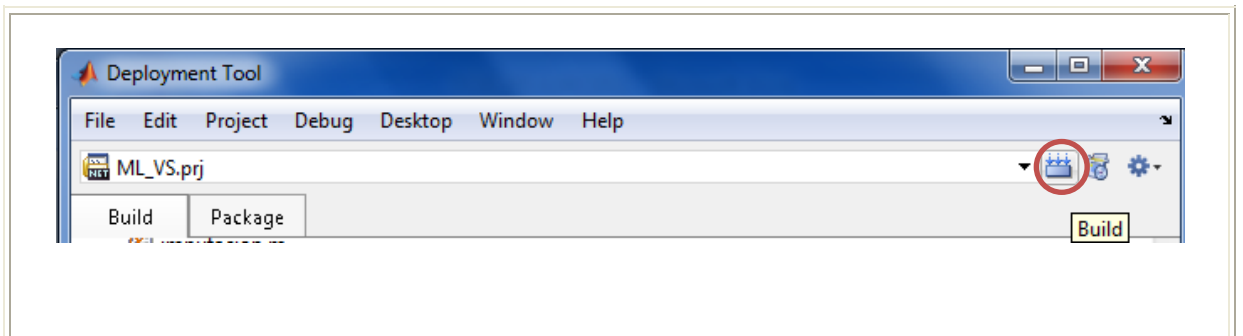 Deployment Tool
File Edit Project Debug Desktop Window Help
ML_VS.prj
Build Package
Build